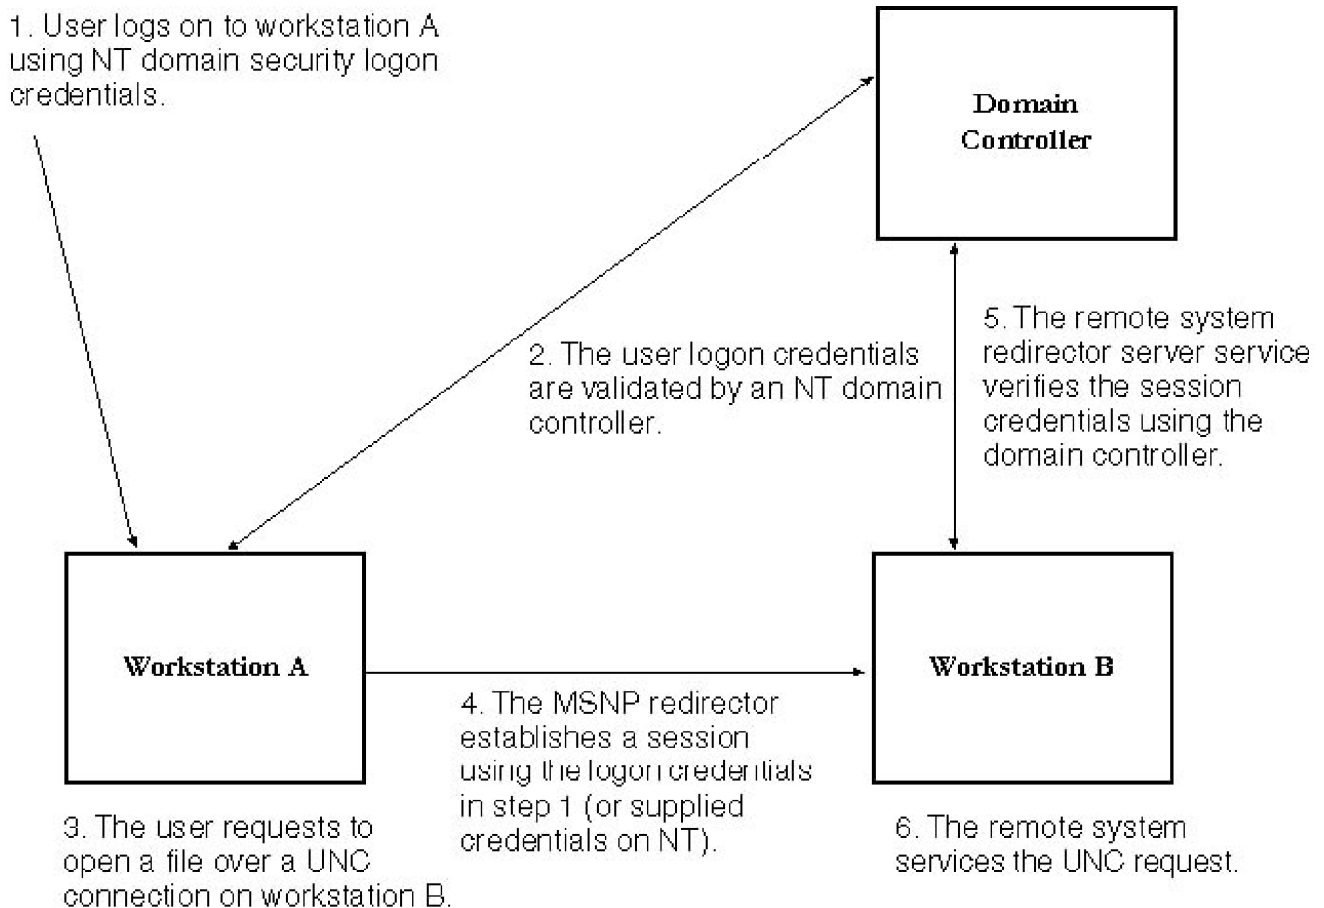 1. User logs on to workstation A
using NT domain security logon
credentials.
Domain
Controller
2. The user logon credentials
are validated by an NT domain
controller.
5. The remote system
redirector server service
verifies the session
credentials using the
domain controller.
Workstation A
Workstation B
4. The MSNP redirector
establishes a session
using the logon credentials
in step 1 (or supplied
credentials on NT).
3. The user requests to
open a file over a UNC
connection on workstation B.
6. The remote system
services the UNC request.